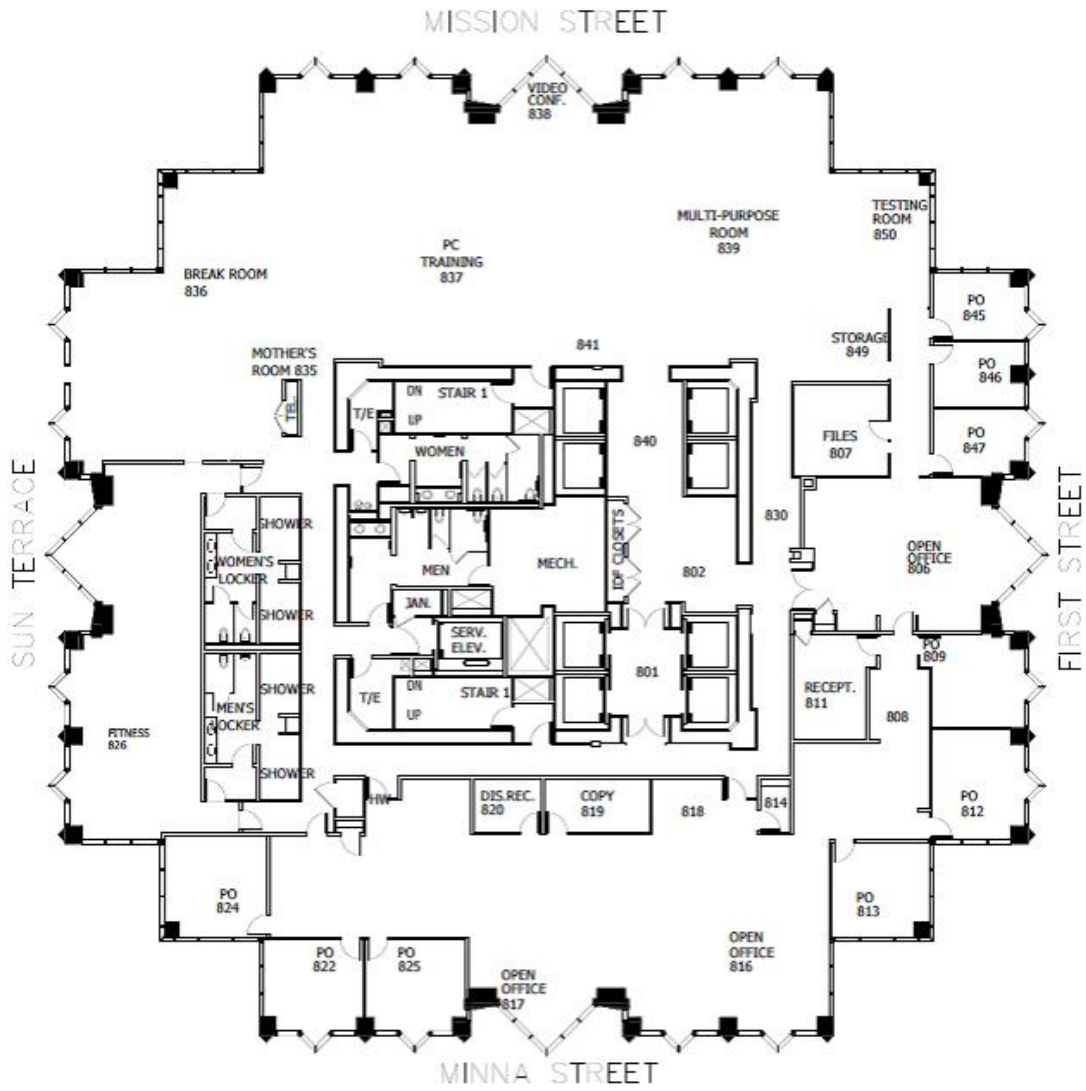 MISSION STREET
VIDEO
CONF.
838
TESTING
ROOM
850
MULTI-PURPOSE
ROOM
839
PC
TRAINING
837
BREAK ROOM
836
PO
845
STORAGE
849
841
MOTHER'S
ROOM 835
PO
846
TEL.
T/E
DN
UP
STAIR 1
840
FILES
807
PO
847
WOMEN
SUN TERRACE
FIRST STREET
SHOWER
830
IDF CLOSETS
OPEN
OFFICE
806
WOMEN'S
LOCKER
MEN
MECH.
802
SHOWER
JAN.
SERV.
ELEV.
PO
809
801
RECEPT.
811
SHOWER
T/E
DN
UP
STAIR 1
808
MEN'S
LOCKER
FITNESS
826
SHOWER
HW
DIS.REC.
820
COPY
819
818
814
PO
812
PO
824
PO
813
PO
822
PO
825
OPEN
OFFICE
816
OPEN
OFFICE
817
MINNA STREET